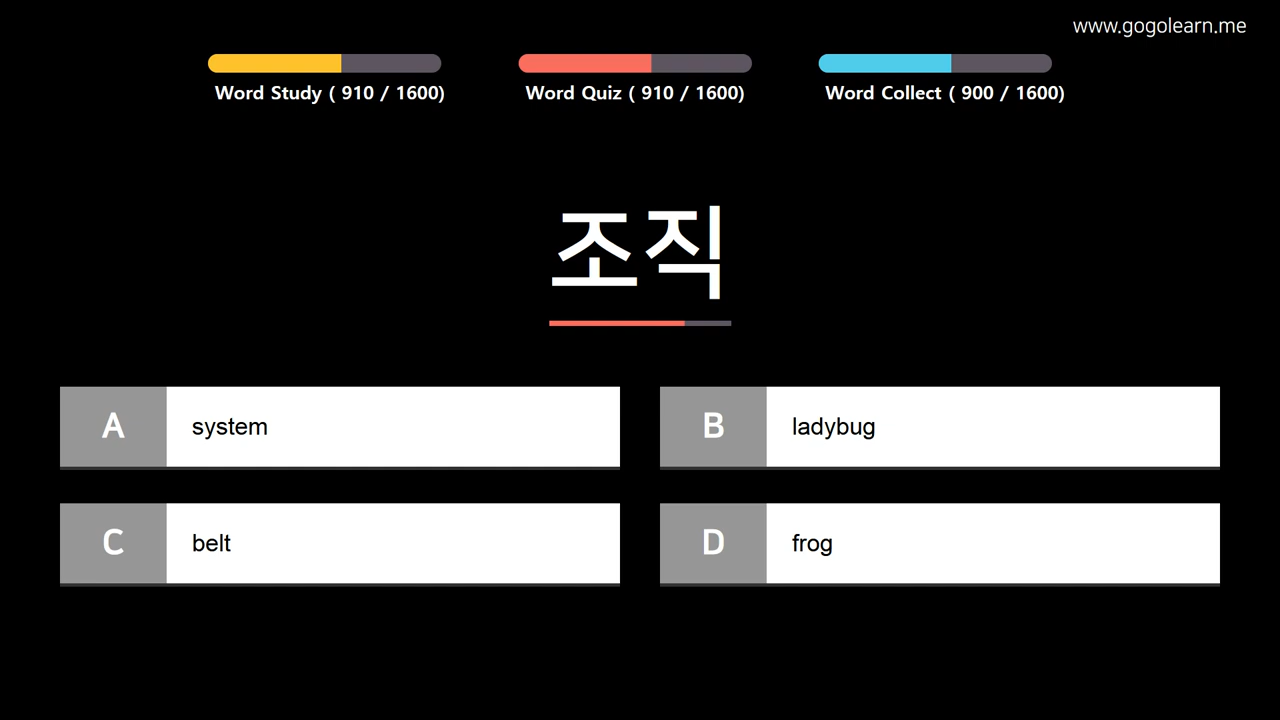 www.gogolearn.me
Word Study ( 910 / 1600)
Word Quiz ( 910 / 1600)
Word Collect ( 900 / 1600)
조직
A system
B ladybug
C belt
D frog